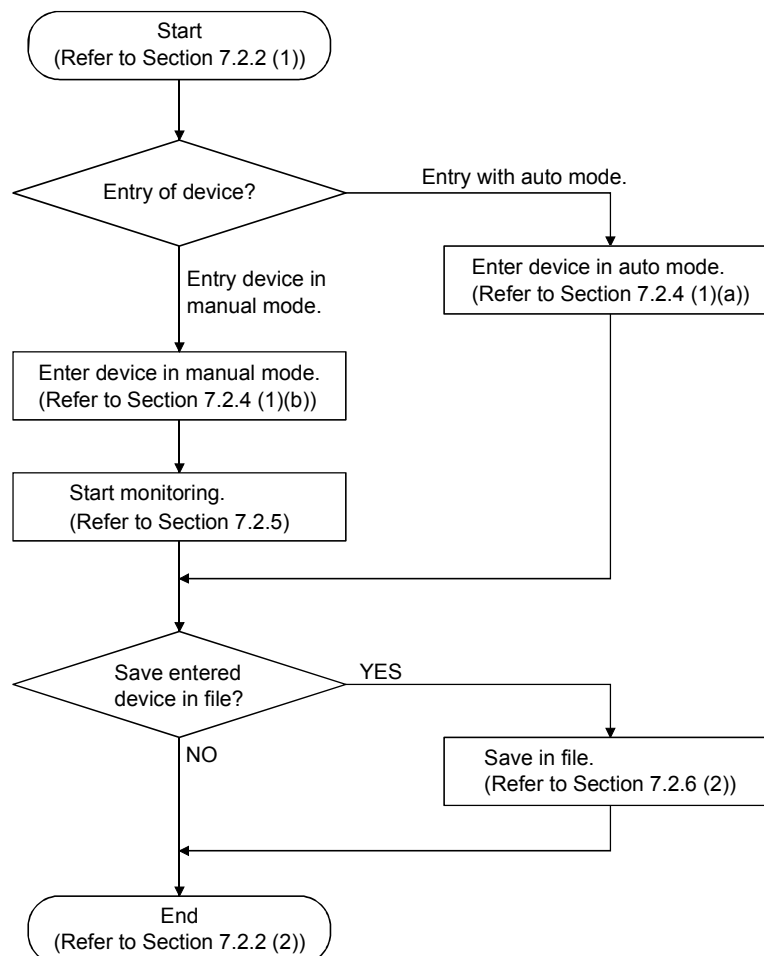 Start
(Refer to Section 7.2.2 (1))
Entry of device?
Entry with auto mode.
Enter device in auto mode.
(Refer to Section 7.2.4 (1)(a))
Entry device in
manual mode.
Enter device in manual mode.
(Refer to Section 7.2.4 (1)(b))
Start monitoring.
(Refer to Section 7.2.5)
Save entered
device in file?
YES
NO
Save in file.
(Refer to Section 7.2.6 (2))
End
(Refer to Section 7.2.2 (2))